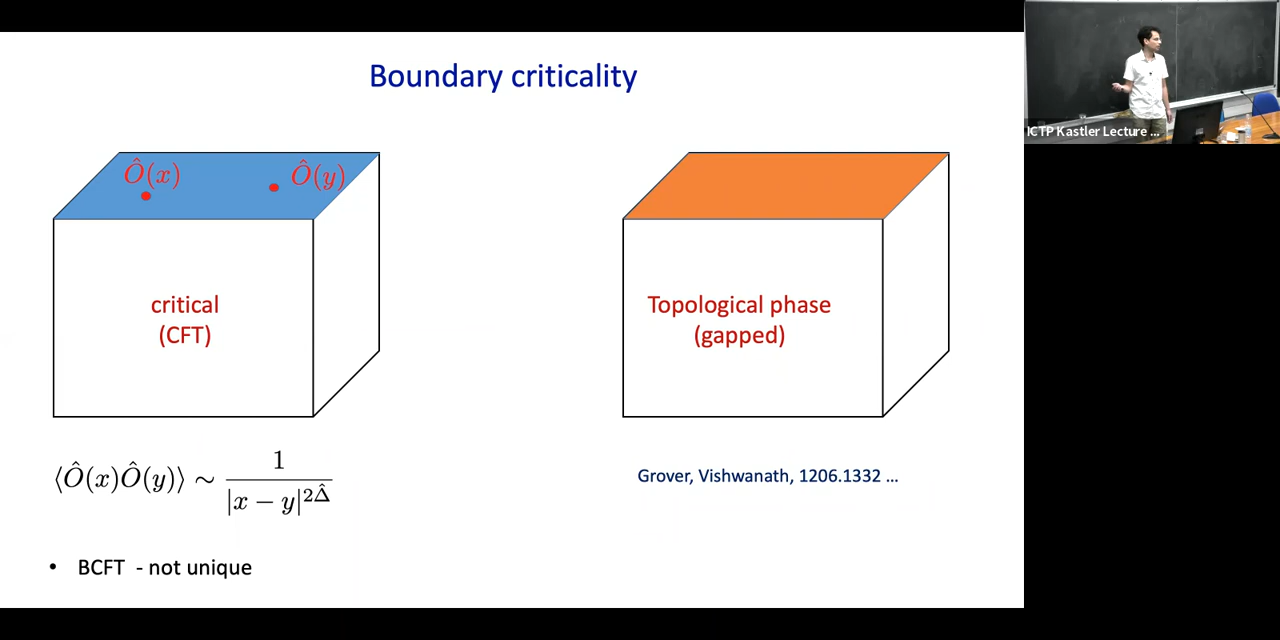 Boundary criticality
Ô(x)
Ô(y)
critical
(CFT)
⟨Ô(x)Ô(y)⟩ ∼ 1 / |x − y|^{2Δ̂}
• BCFT - not unique
Topological phase
(gapped)
Grover, Vishwanath, 1206.1332 ...
ICTP Kastler Lecture ...